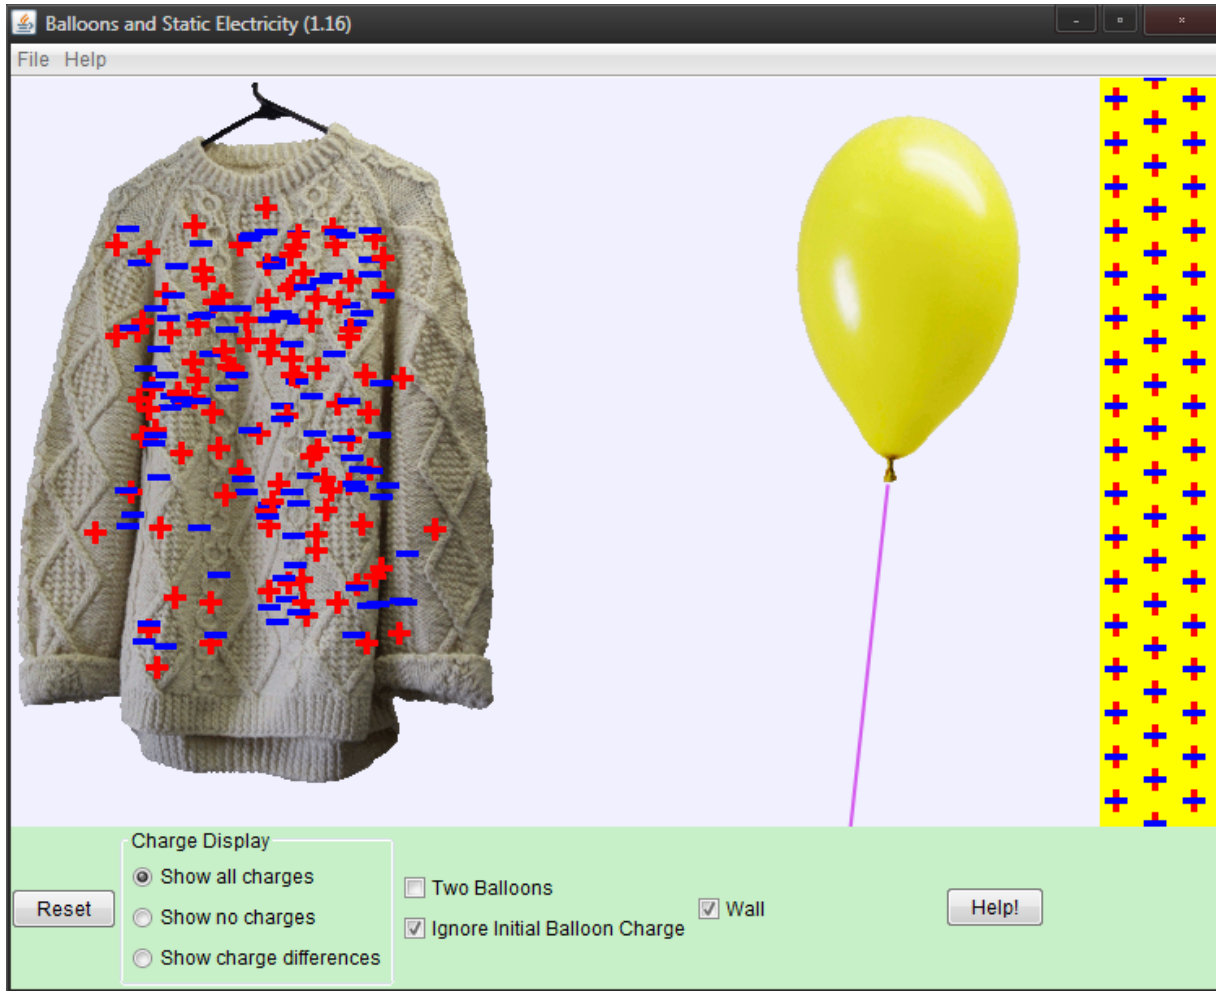 Balloons and Static Electricity (1.16)
File Help
Charge Display
Show all charges
Show no charges
Show charge differences
Reset
Two Balloons
Ignore Initial Balloon Charge
Wall
Help!